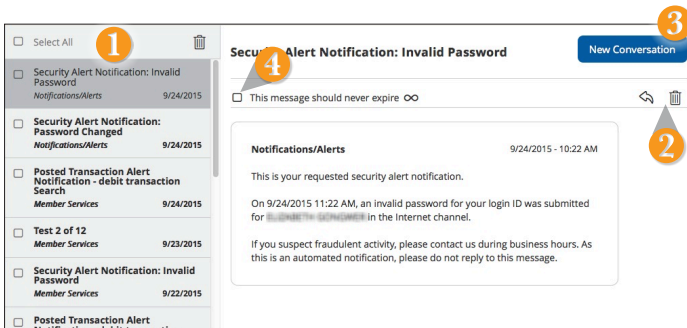 Select All
1
Security Alert Notification: Invalid
Password
Notifications/Alerts 9/24/2015
Security Alert Notification:
Password Changed
Notifications/Alerts 9/24/2015
Posted Transaction Alert
Notification - debit transaction
Search
Member Services 9/24/2015
Test 2 of 12
Member Services 9/23/2015
Security Alert Notification: Invalid
Password
Member Services 9/22/2015
Posted Transaction Alert
Notification - debit transaction
3
Security Alert Notification: Invalid Password
New Conversation
4
This message should never expire
2
Notifications/Alerts 9/24/2015 - 10:22 AM
This is your requested security alert notification.
On 9/24/2015 11:22 AM, an invalid password for your login ID was submitted
for in the Internet channel.
If you suspect fraudulent activity, please contact us during business hours. As
this is an automated notification, please do not reply to this message.